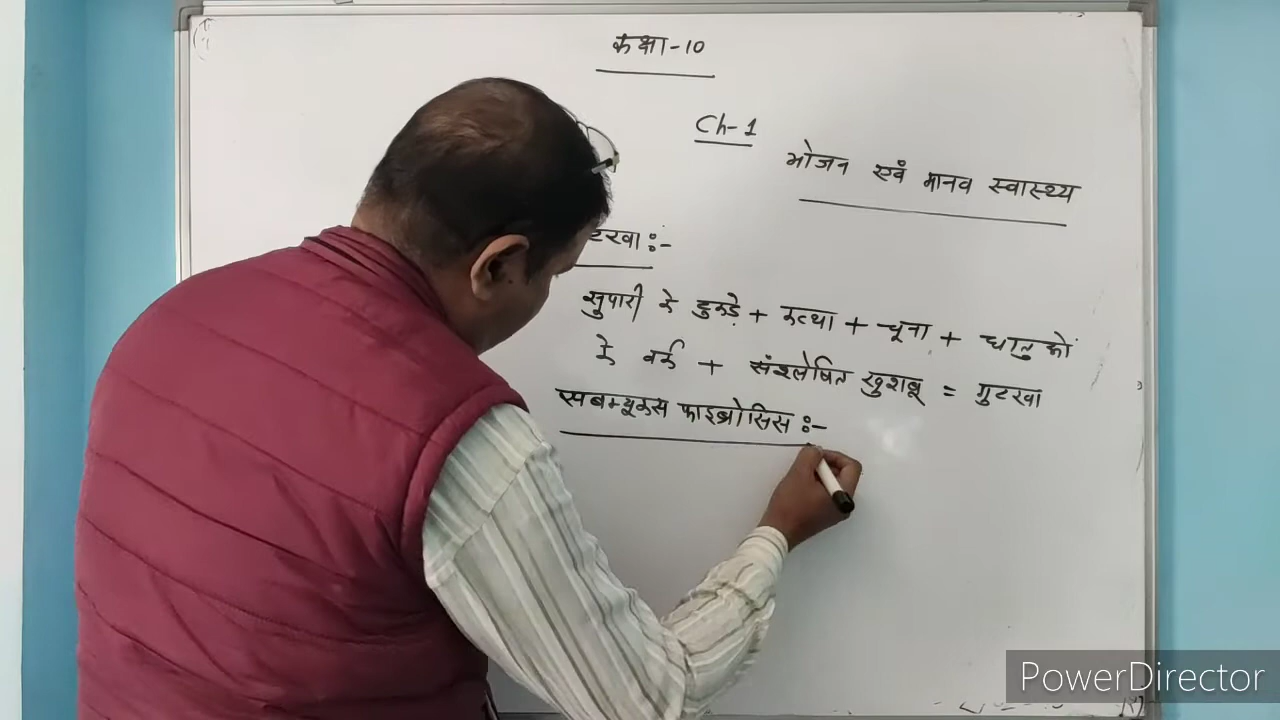 कक्षा-10
Ch-1
भोजन एवं मानव स्वास्थ्य
टखा :-
सुपारी के टुकड़े + कत्था + चूना + धातुओं
के वर्क + संश्लेषित खुशबू = गुटखा
सबम्यूकस फाइब्रोसिस :-
PowerDirector